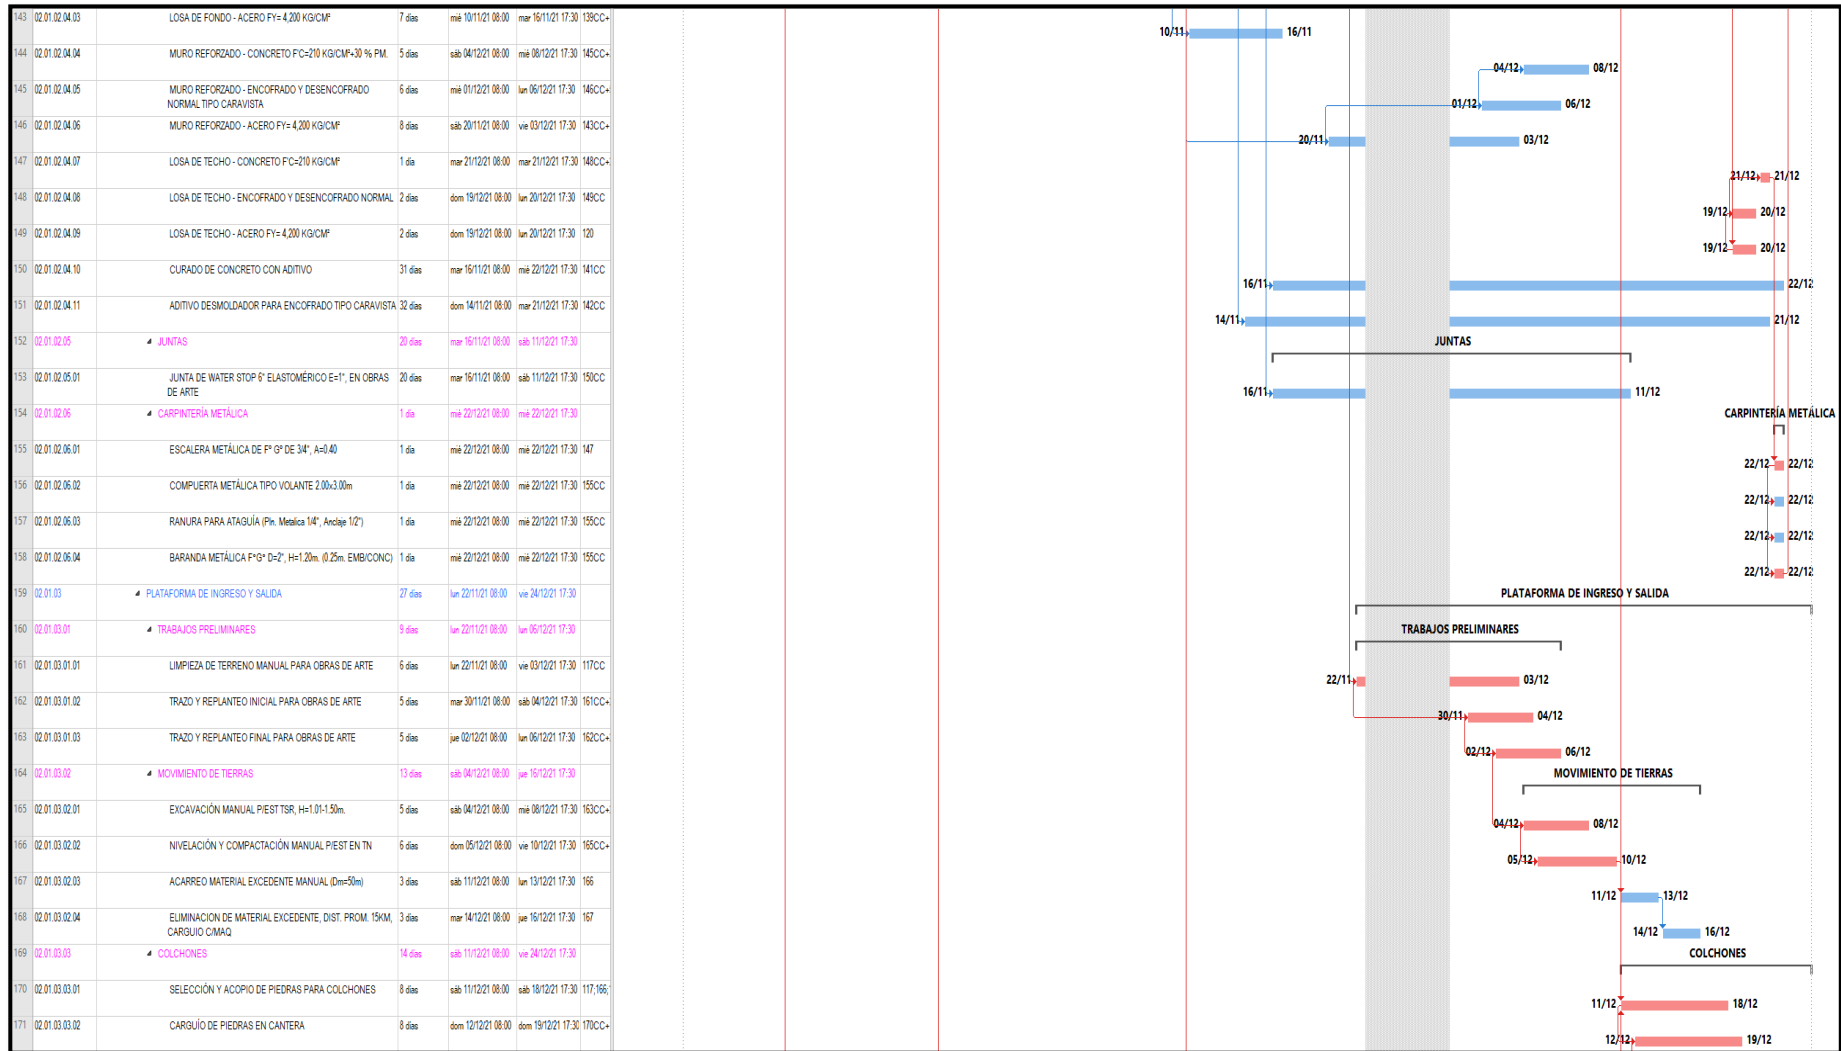 143 02.01.02.04.03 LOSA DE FONDO - ACERO FY= 4,200 KG/CM² 7 días mié 10/11/21 08:00 mar 16/11/21 17:30 139CC+
10/11 16/11
144 02.01.02.04.04 MURO REFORZADO - CONCRETO F'C=210 KG/CM²+30 % PM. 5 días sáb 04/12/21 08:00 mié 08/12/21 17:30 145CC+
04/12 08/12
145 02.01.02.04.05 MURO REFORZADO - ENCOFRADO Y DESENCOFRADO 6 días mié 01/12/21 08:00 lun 06/12/21 17:30 146CC+
NORMAL TIPO CARAVISTA
01/12 06/12
146 02.01.02.04.06 MURO REFORZADO - ACERO FY= 4,200 KG/CM² 8 días sáb 20/11/21 08:00 vie 03/12/21 17:30 143CC+
20/11 03/12
147 02.01.02.04.07 LOSA DE TECHO - CONCRETO F'C=210 KG/CM² 1 día mar 21/12/21 08:00 mar 21/12/21 17:30 148CC+
21/12 21/12
148 02.01.02.04.08 LOSA DE TECHO - ENCOFRADO Y DESENCOFRADO NORMAL 2 días dom 19/12/21 08:00 lun 20/12/21 17:30 149CC
19/12 20/12
149 02.01.02.04.09 LOSA DE TECHO - ACERO FY= 4,200 KG/CM² 2 días dom 19/12/21 08:00 lun 20/12/21 17:30 120
19/12 20/12
150 02.01.02.04.10 CURADO DE CONCRETO CON ADITIVO 31 días mar 16/11/21 08:00 mié 22/12/21 17:30 141CC
16/11 22/12
151 02.01.02.04.11 ADITIVO DESMOLDADOR PARA ENCOFRADO TIPO CARAVISTA 32 días dom 14/11/21 08:00 mar 21/12/21 17:30 142CC
14/11 21/12
152 02.01.02.05 JUNTAS 20 días mar 16/11/21 08:00 sáb 11/12/21 17:30
JUNTAS
153 02.01.02.05.01 JUNTA DE WATER STOP 6" ELASTOMÉRICO E=1", EN OBRAS 20 días mar 16/11/21 08:00 sáb 11/12/21 17:30 150CC
DE ARTE
16/11 11/12
154 02.01.02.06 CARPINTERÍA METÁLICA 1 día mié 22/12/21 08:00 mié 22/12/21 17:30
CARPINTERÍA METÁLICA
155 02.01.02.06.01 ESCALERA METÁLICA DE Fº Gº DE 3/4", A=0.40 1 día mié 22/12/21 08:00 mié 22/12/21 17:30 147
22/12 22/12
156 02.01.02.06.02 COMPUERTA METÁLICA TIPO VOLANTE 2.00x3.00m 1 día mié 22/12/21 08:00 mié 22/12/21 17:30 155CC
22/12 22/12
157 02.01.02.06.03 RANURA PARA ATAGUÍA (Pln. Metalica 1/4", Anclaje 1/2") 1 día mié 22/12/21 08:00 mié 22/12/21 17:30 155CC
22/12 22/12
158 02.01.02.06.04 BARANDA METÁLICA F°G° D=2", H=1.20m. (0.25m. EMB/CONC) 1 día mié 22/12/21 08:00 mié 22/12/21 17:30 155CC
22/12 22/12
159 02.01.03 PLATAFORMA DE INGRESO Y SALIDA 27 días lun 22/11/21 08:00 vie 24/12/21 17:30
PLATAFORMA DE INGRESO Y SALIDA
160 02.01.03.01 TRABAJOS PRELIMINARES 9 días lun 22/11/21 08:00 lun 06/12/21 17:30
TRABAJOS PRELIMINARES
161 02.01.03.01.01 LIMPIEZA DE TERRENO MANUAL PARA OBRAS DE ARTE 6 días lun 22/11/21 08:00 vie 03/12/21 17:30 117CC
22/11 03/12
162 02.01.03.01.02 TRAZO Y REPLANTEO INICIAL PARA OBRAS DE ARTE 5 días mar 30/11/21 08:00 sáb 04/12/21 17:30 161CC+
30/11 04/12
163 02.01.03.01.03 TRAZO Y REPLANTEO FINAL PARA OBRAS DE ARTE 5 días jue 02/12/21 08:00 lun 06/12/21 17:30 162CC+
02/12 06/12
164 02.01.03.02 MOVIMIENTO DE TIERRAS 13 días sáb 04/12/21 08:00 jue 16/12/21 17:30
MOVIMIENTO DE TIERRAS
165 02.01.03.02.01 EXCAVACIÓN MANUAL P/EST TSR, H=1.01-1.50m. 5 días sáb 04/12/21 08:00 mié 08/12/21 17:30 163CC+
04/12 08/12
166 02.01.03.02.02 NIVELACIÓN Y COMPACTACIÓN MANUAL P/EST EN TN 6 días dom 05/12/21 08:00 vie 10/12/21 17:30 165CC+
05/12 10/12
167 02.01.03.02.03 ACARREO MATERIAL EXCEDENTE MANUAL (Dm=50m) 3 días sáb 11/12/21 08:00 lun 13/12/21 17:30 166
11/12 13/12
168 02.01.03.02.04 ELIMINACION DE MATERIAL EXCEDENTE, DIST. PROM. 15KM, 3 días mar 14/12/21 08:00 jue 16/12/21 17:30 167
CARGUIO C/MAQ
14/12 16/12
169 02.01.03.03 COLCHONES 14 días sáb 11/12/21 08:00 vie 24/12/21 17:30
COLCHONES
170 02.01.03.03.01 SELECCIÓN Y ACOPIO DE PIEDRAS PARA COLCHONES 8 días sáb 11/12/21 08:00 sáb 18/12/21 17:30 117;166;
11/12 18/12
171 02.01.03.03.02 CARGUÍO DE PIEDRAS EN CANTERA 8 días dom 12/12/21 08:00 dom 19/12/21 17:30 170CC+
12/12 19/12